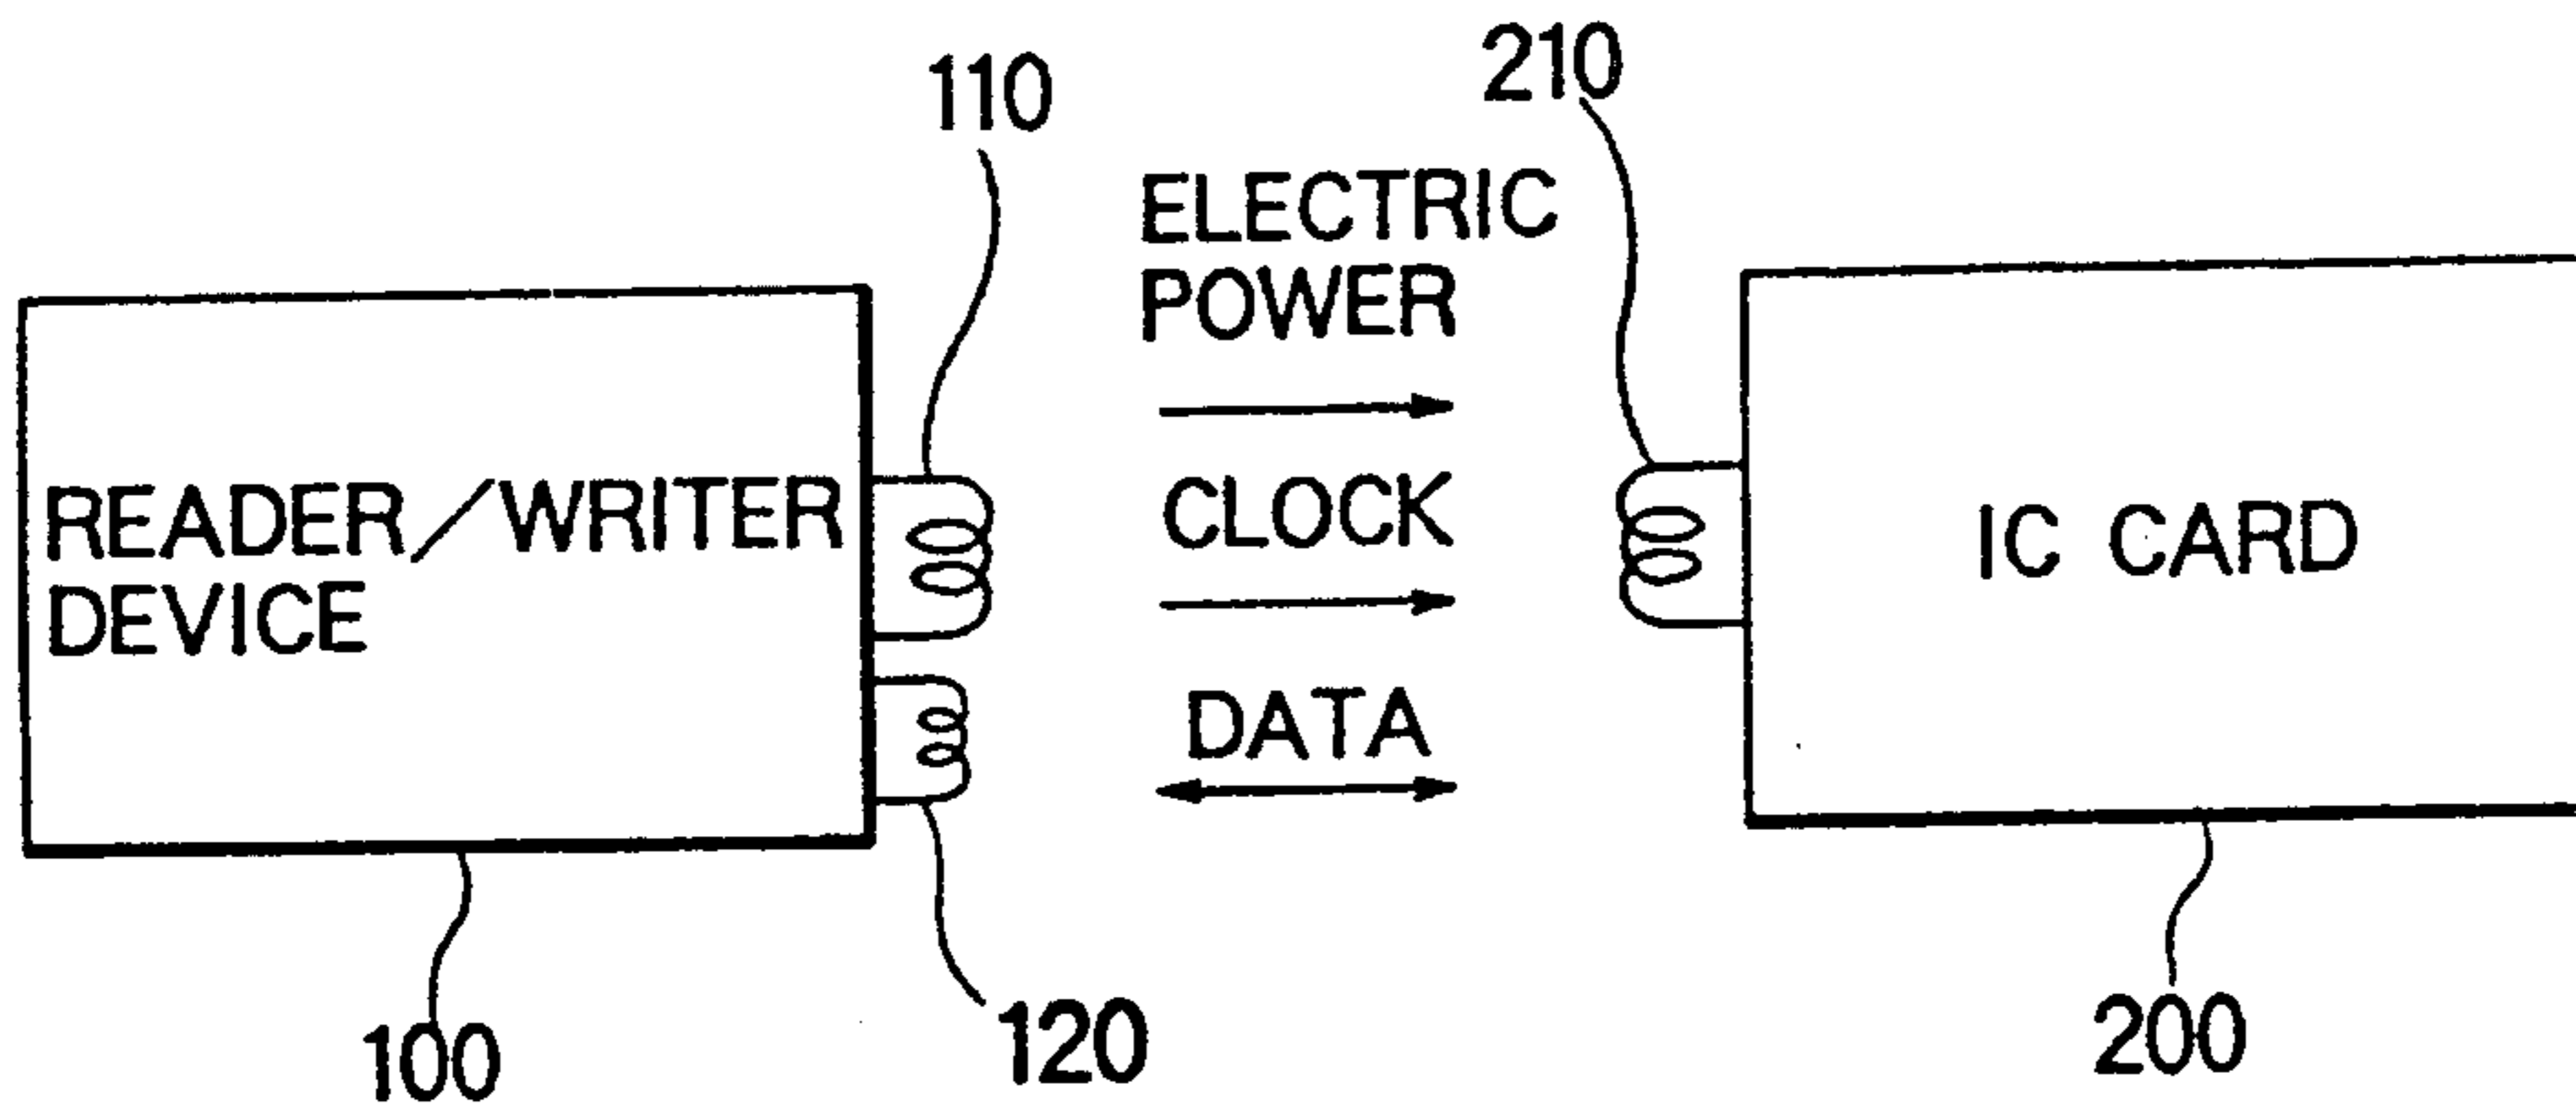 110
210
ELECTRIC
POWER
READER/WRITER
DEVICE
CLOCK
IC CARD
DATA
100
120
200